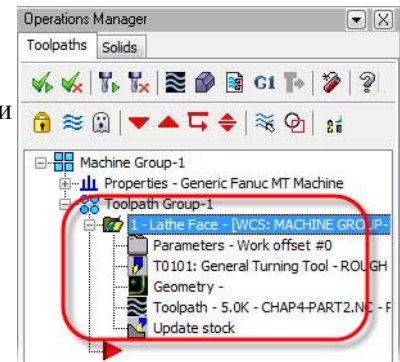 Operations Manager
Toolpaths Solids
G1
и
Machine Group-1
Properties - Generic Fanuc MT Machine
Toolpath Group-1
1 - Lathe Face - [WCS: MACHINE GROUP-
Parameters - Work offset #0
T0101: General Turning Tool - ROUGH
Geometry -
Toolpath - 5.0K - CHAP4-PART2.NC - F
Update stock